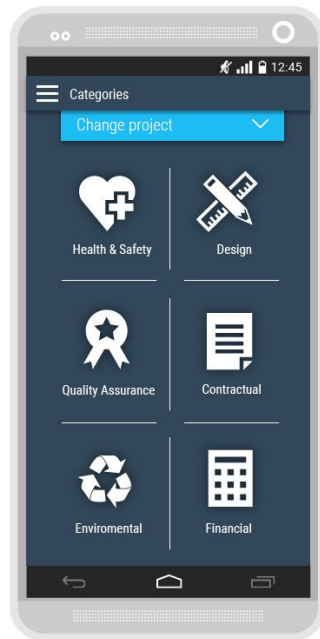 12:45
Categories
Change project
Health & Safety
Design
Quality Assurance
Contractual
Enviromental
Financial